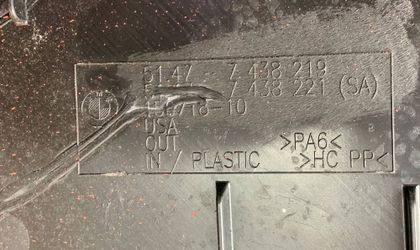 51.47 - 7 438 219
7 438 221 (SA)
USA
OUT >PA6<
IN / PLASTIC >HC PP<